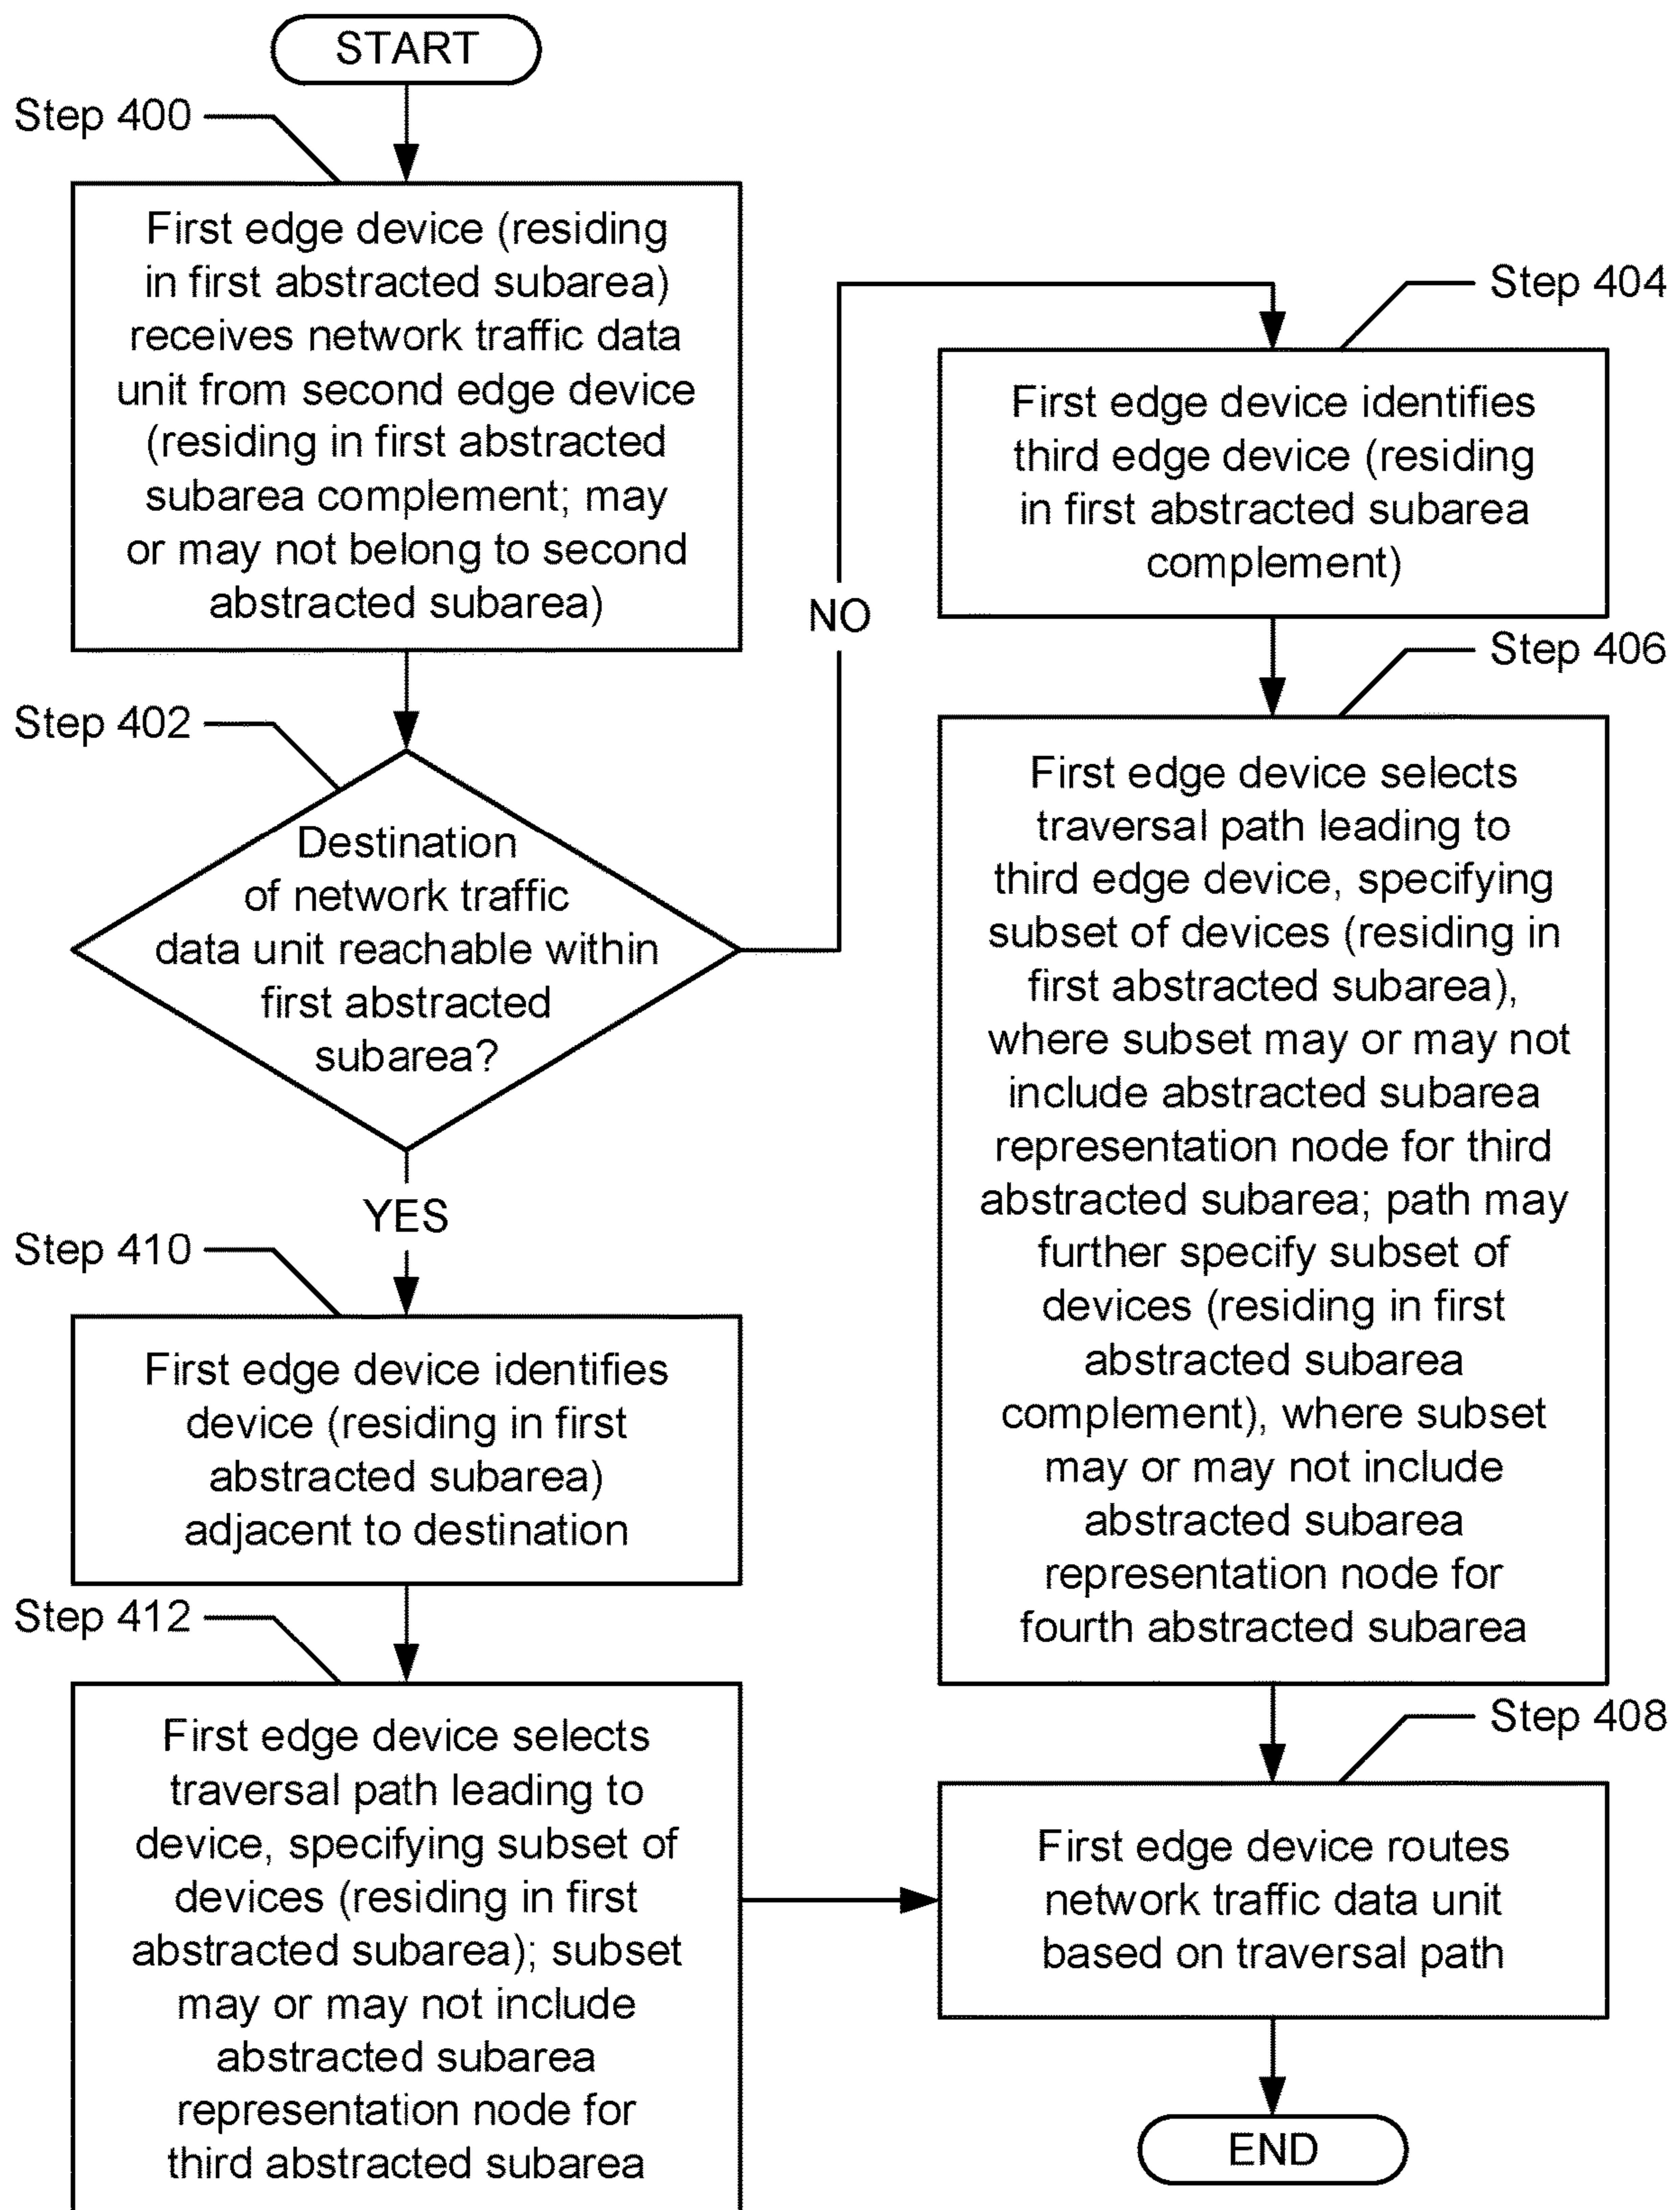 START
Step 400
First edge device (residing
in first abstracted subarea)
receives network traffic data
unit from second edge device
(residing in first abstracted
subarea complement; may
or may not belong to second
abstracted subarea)
Step 402
Destination
of network traffic
data unit reachable within
first abstracted
subarea?
NO
YES
Step 404
First edge device identifies
third edge device (residing
in first abstracted subarea
complement)
Step 406
First edge device selects
traversal path leading to
third edge device, specifying
subset of devices (residing in
first abstracted subarea),
where subset may or may not
include abstracted subarea
representation node for third
abstracted subarea; path may
further specify subset of
devices (residing in first
abstracted subarea
complement), where subset
may or may not include
abstracted subarea
representation node for
fourth abstracted subarea
Step 410
First edge device identifies
device (residing in first
abstracted subarea)
adjacent to destination
Step 412
First edge device selects
traversal path leading to
device, specifying subset of
devices (residing in first
abstracted subarea); subset
may or may not include
abstracted subarea
representation node for
third abstracted subarea
Step 408
First edge device routes
network traffic data unit
based on traversal path
END